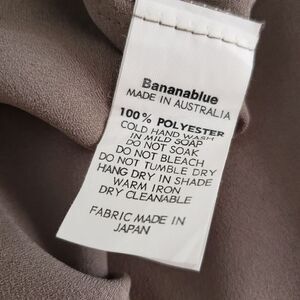 Bananablue
MADE IN AUSTRALIA
100% POLYESTER
COLD HAND WASH
IN MILD SOAP
DO NOT SOAK
DO NOT BLEACH
DO NOT TUMBLE DRY
HANG DRY IN SHADE
WARM IRON
DRY CLEANABLE
FABRIC MADE IN
JAPAN